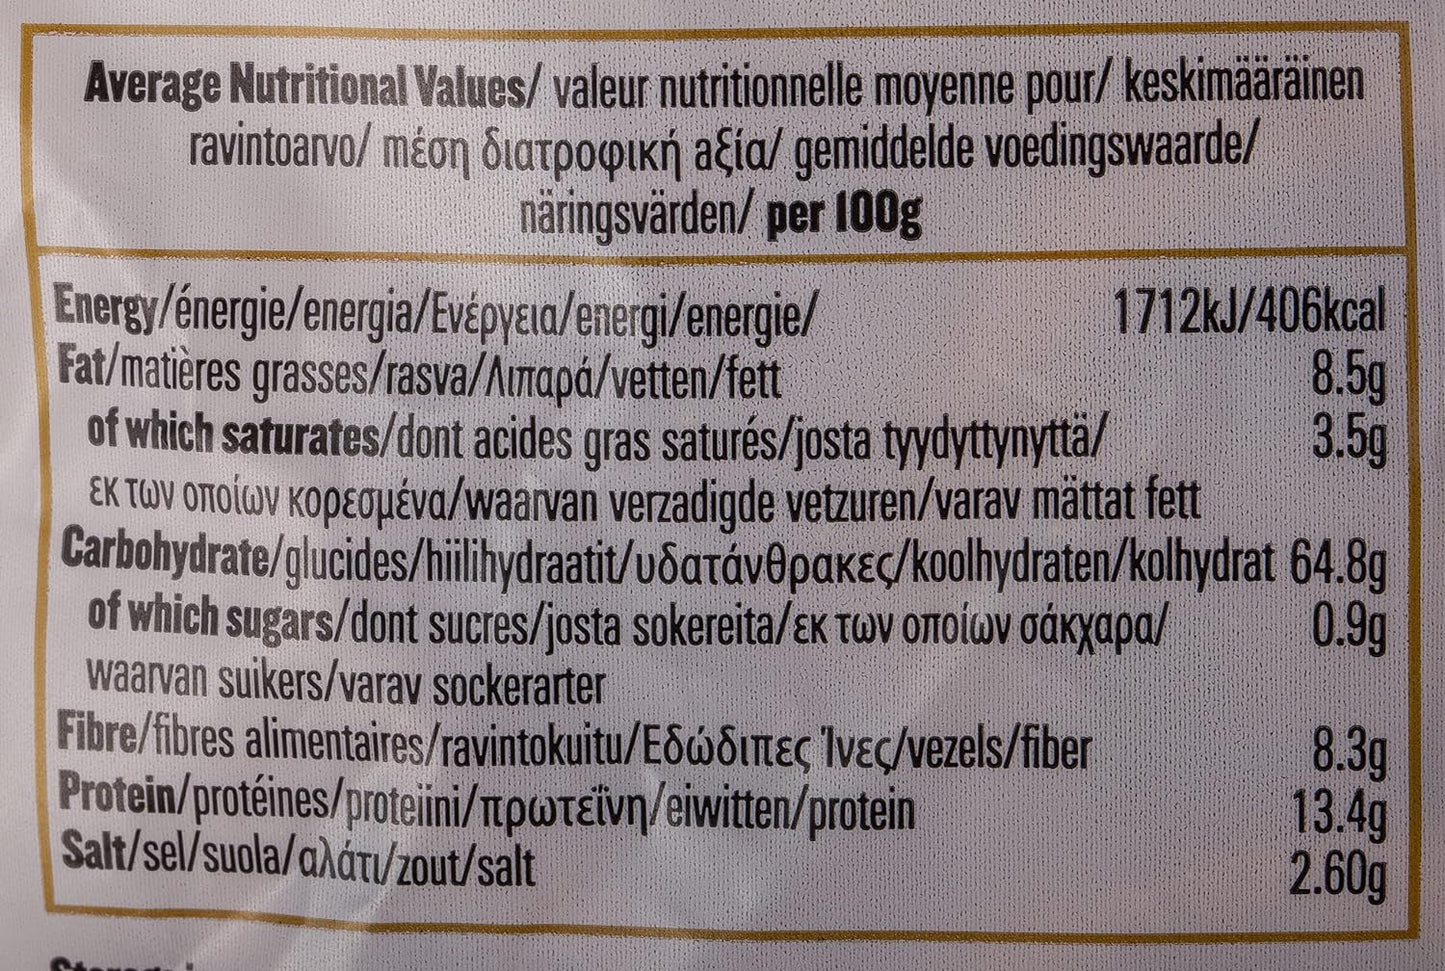 Average Nutritional Values/ valeur nutritionnelle moyenne pour/ keskimääräinen
ravintoarvo/ μέση διατροφική αξία/ gemiddelde voedingswaarde/
näringsvärden/ per 100g
Energy/énergie/energia/Ενέργεια/energi/energie/ 1712kJ/406kcal
Fat/matières grasses/rasva/Λιπαρά/vetten/fett 8.5g
of which saturates/dont acides gras saturés/josta tyydyttynyttä/ 3.5g
εκ των οποίων κορεσμένα/waarvan verzadigde vetzuren/varav mättat fett
Carbohydrate/glucides/hiilihydraatit/υδατάνθρακες/koolhydraten/kolhydrat 64.8g
of which sugars/dont sucres/josta sokereita/εκ των οποίων σάκχαρα/ 0.9g
waarvan suikers/varav sockerarter
Fibre/fibres alimentaires/ravintokuitu/Εδώδιπες Ίνες/vezels/fiber 8.3g
Protein/protéines/proteiini/πρωτεΐνη/eiwitten/protein 13.4g
Salt/sel/suola/αλάτι/zout/salt 2.60g